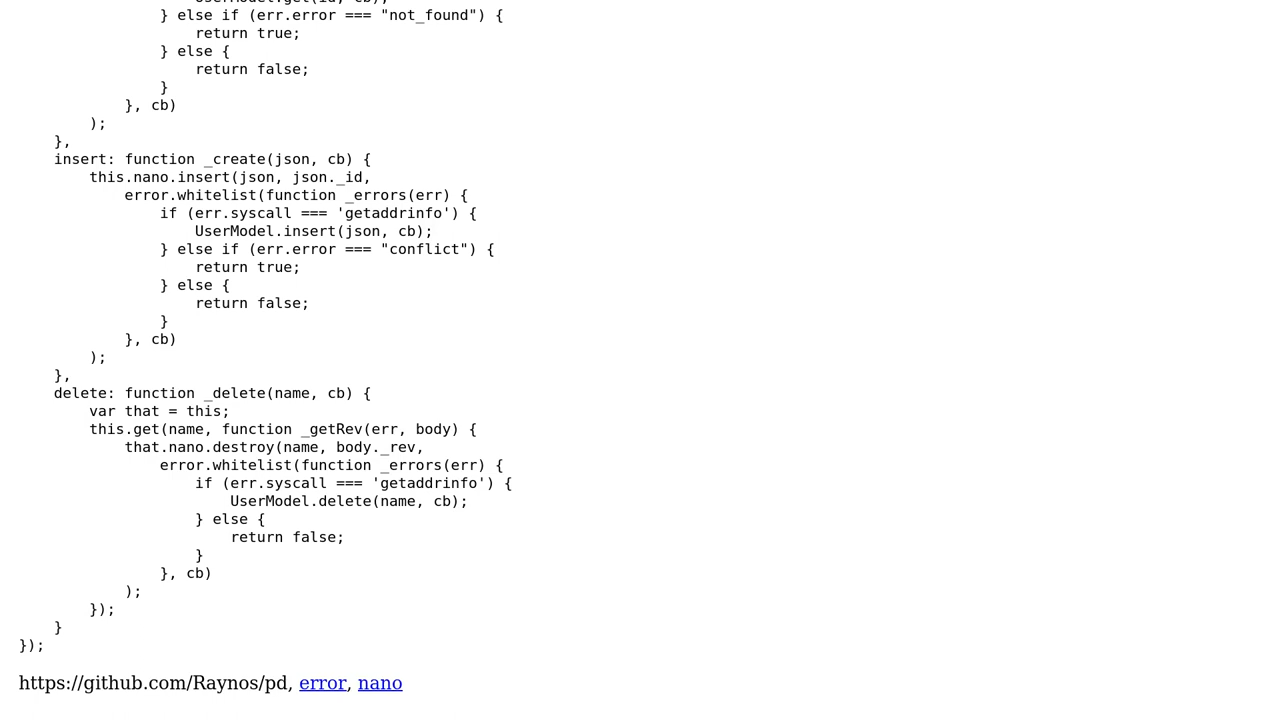 UserModel.get(id, cb);
} else if (err.error === "not_found") {
return true;
} else {
return false;
}
}, cb)
);
},
insert: function _create(json, cb) {
this.nano.insert(json, json._id,
error.whitelist(function _errors(err) {
if (err.syscall === 'getaddrinfo') {
UserModel.insert(json, cb);
} else if (err.error === "conflict") {
return true;
} else {
return false;
}
}, cb)
);
},
delete: function _delete(name, cb) {
var that = this;
this.get(name, function _getRev(err, body) {
that.nano.destroy(name, body._rev,
error.whitelist(function _errors(err) {
if (err.syscall === 'getaddrinfo') {
UserModel.delete(name, cb);
} else {
return false;
}
}, cb)
);
});
}
});
https://github.com/Raynos/pd, error, nano